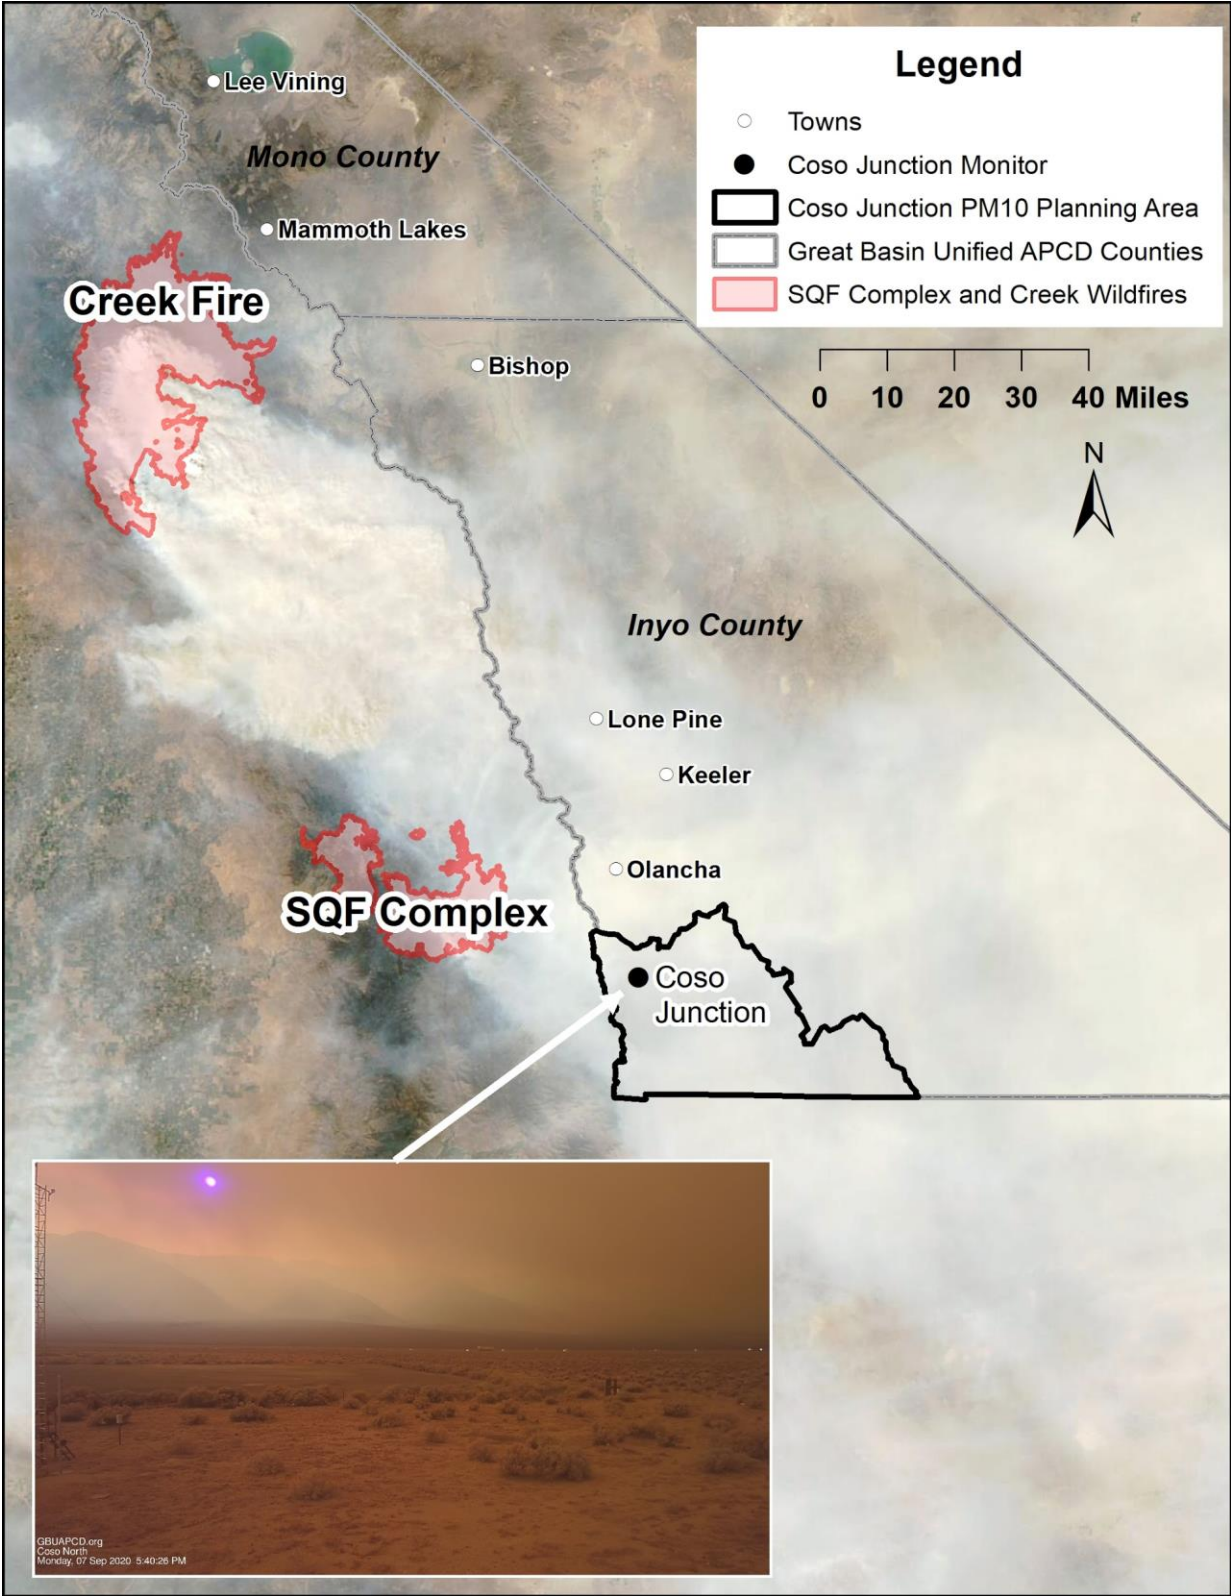 Legend
Towns
Coso Junction Monitor
Coso Junction PM10 Planning Area
Great Basin Unified APCD Counties
SQF Complex and Creek Wildfires
0 10 20 30 40 Miles
N
Lee Vining
Mono County
Mammoth Lakes
Creek Fire
Bishop
Inyo County
Lone Pine
Keeler
Olancha
SQF Complex
Coso
Junction
GBUAPCD.org
Coso North
Monday, 07 Sep 2020 5:40:26 PM